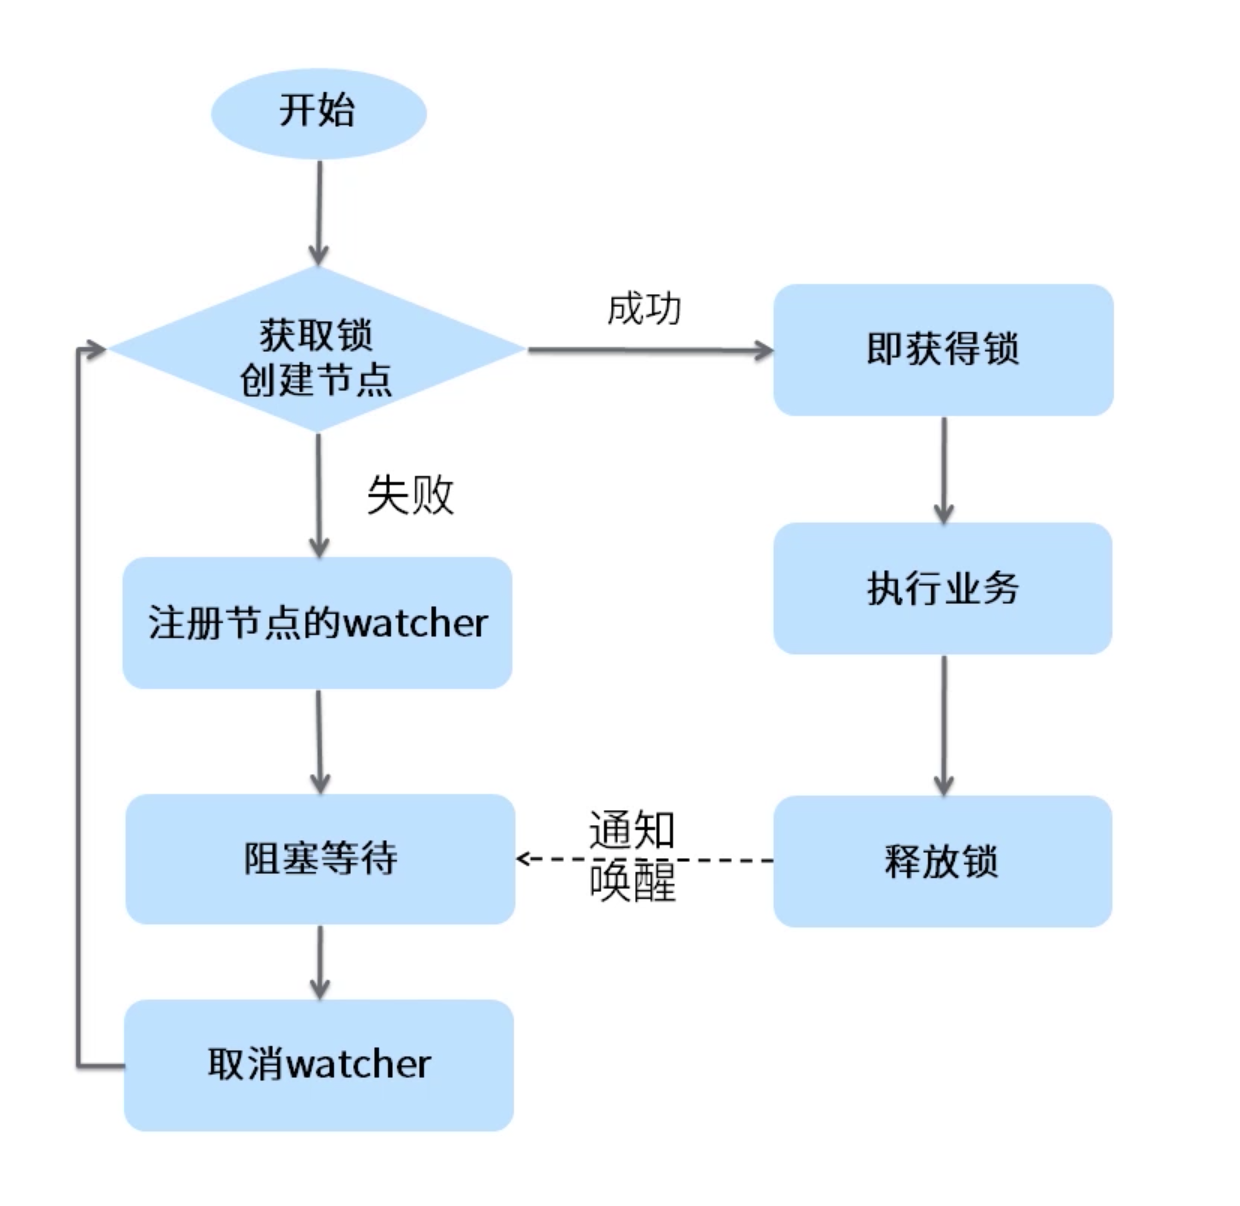 开始
获取锁
创建节点
成功
即获得锁
失败
执行业务
注册节点的watcher
通知
唤醒
阻塞等待
释放锁
取消watcher